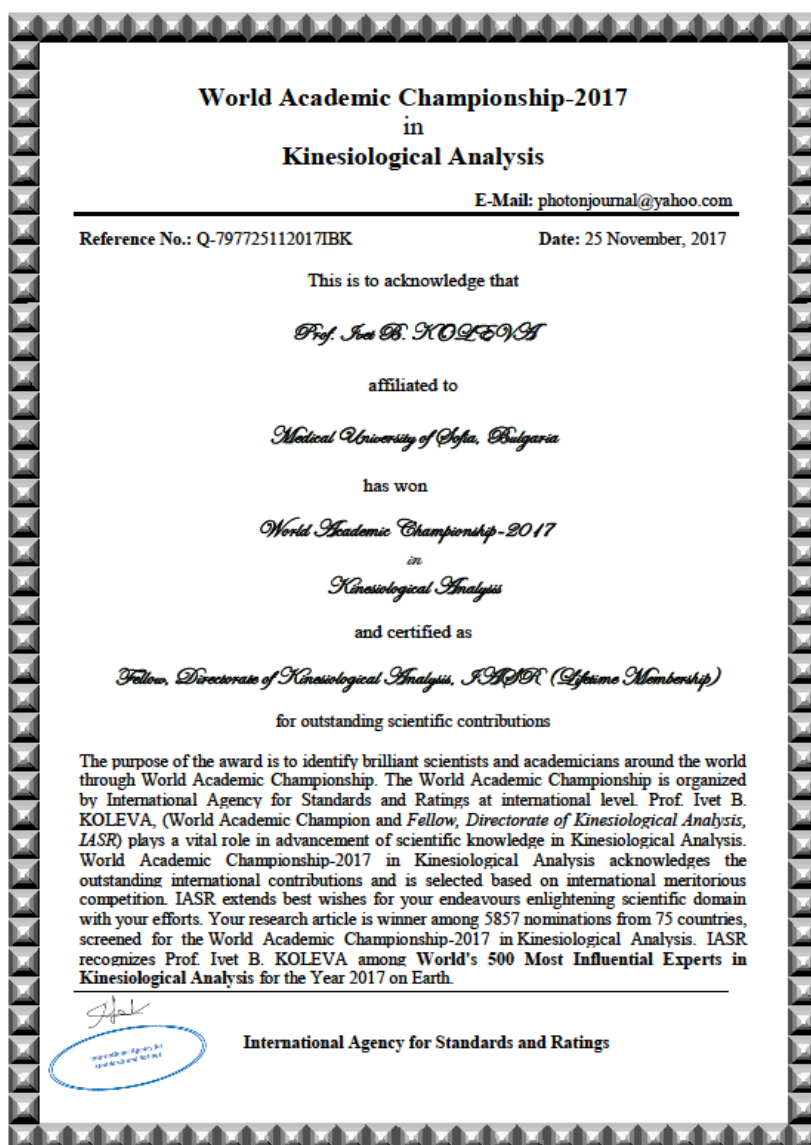 World Academic Championship-2017
in
Kinesiological Analysis
E-Mail: photonjournal@yahoo.com
Reference No.: Q-797725112017IBK Date: 25 November, 2017
This is to acknowledge that
Prof. Ivet B. KOLEVA
affiliated to
Medical University of Sofia, Bulgaria
has won
World Academic Championship-2017
in
Kinesiological Analysis
and certified as
Fellow, Directorate of Kinesiological Analysis, IASR (Lifetime Membership)
for outstanding scientific contributions
The purpose of the award is to identify brilliant scientists and academicians around the world
through World Academic Championship. The World Academic Championship is organized
by International Agency for Standards and Ratings at international level. Prof. Ivet B.
KOLEVA, (World Academic Champion and Fellow, Directorate of Kinesiological Analysis,
IASR) plays a vital role in advancement of scientific knowledge in Kinesiological Analysis.
World Academic Championship-2017 in Kinesiological Analysis acknowledges the
outstanding international contributions and is selected based on international meritorious
competition. IASR extends best wishes for your endeavours enlightening scientific domain
with your efforts. Your research article is winner among 5857 nominations from 75 countries,
screened for the World Academic Championship-2017 in Kinesiological Analysis. IASR
recognizes Prof. Ivet B. KOLEVA among World's 500 Most Influential Experts in
Kinesiological Analysis for the Year 2017 on Earth.
International Agency for
Standards and Ratings
International Agency for Standards and Ratings